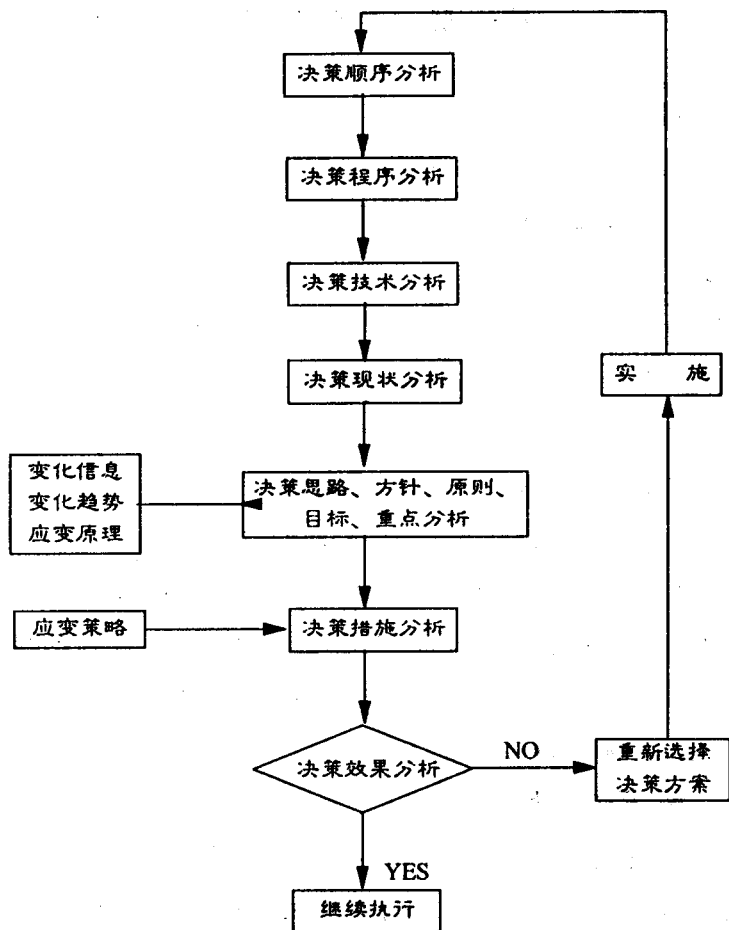 决策顺序分析
决策程序分析
决策技术分析
决策现状分析
实 施
变化信息
变化趋势
应变原理
决策思路、方针、原则、
目标、重点分析
应变策略
决策措施分析
决策效果分析
NO
重新选择
决策方案
YES
继续执行